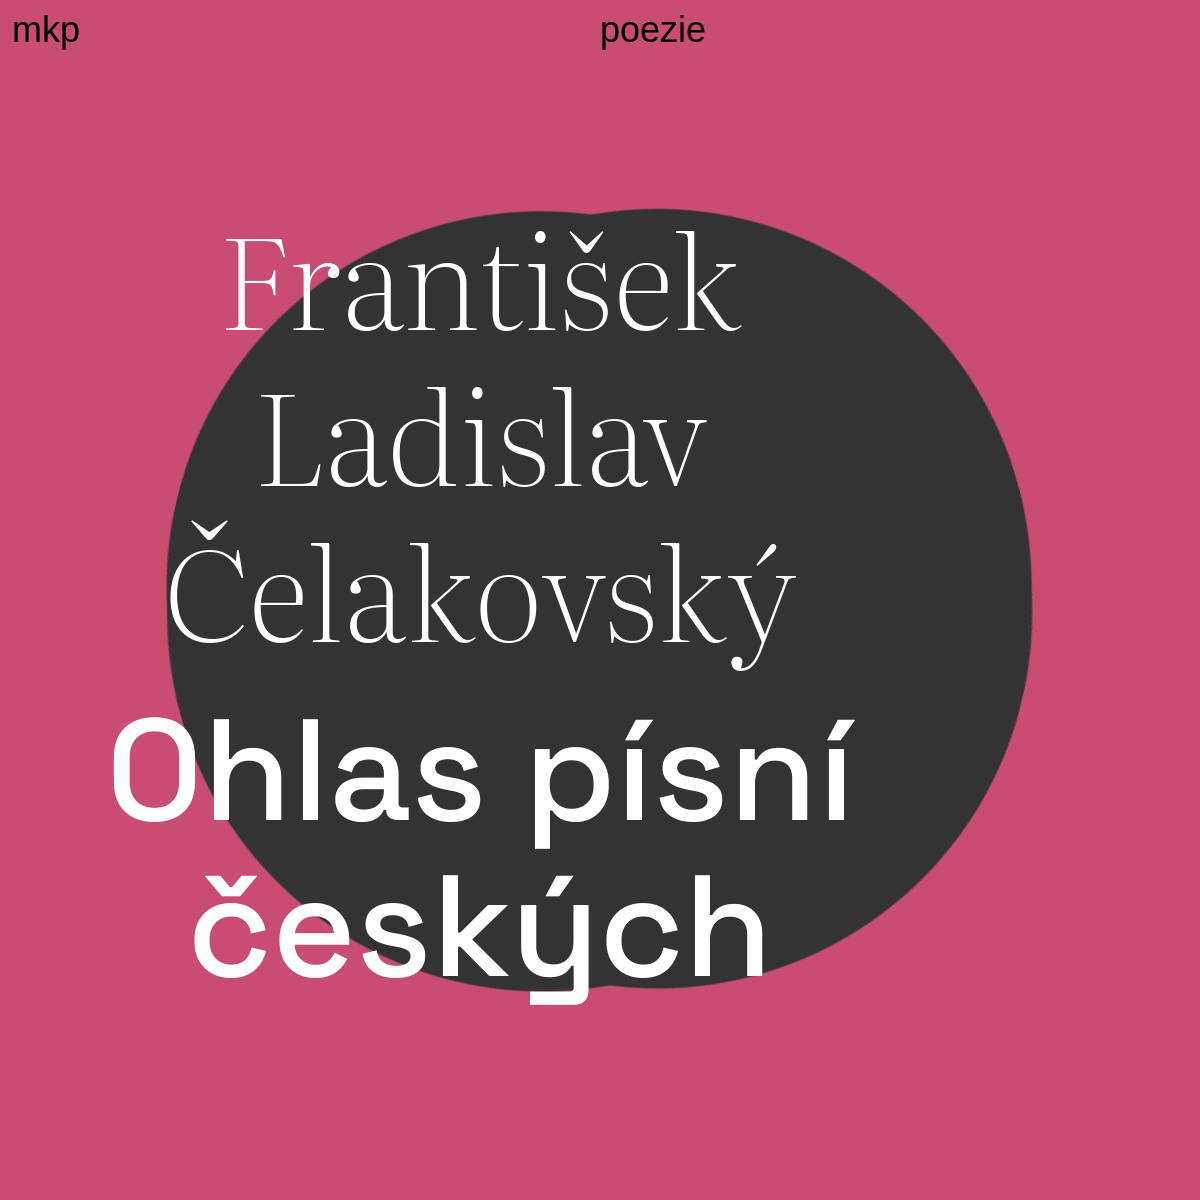 mkp
poezie
František
Ladislav
Čelakovský
Ohlas písní
českých